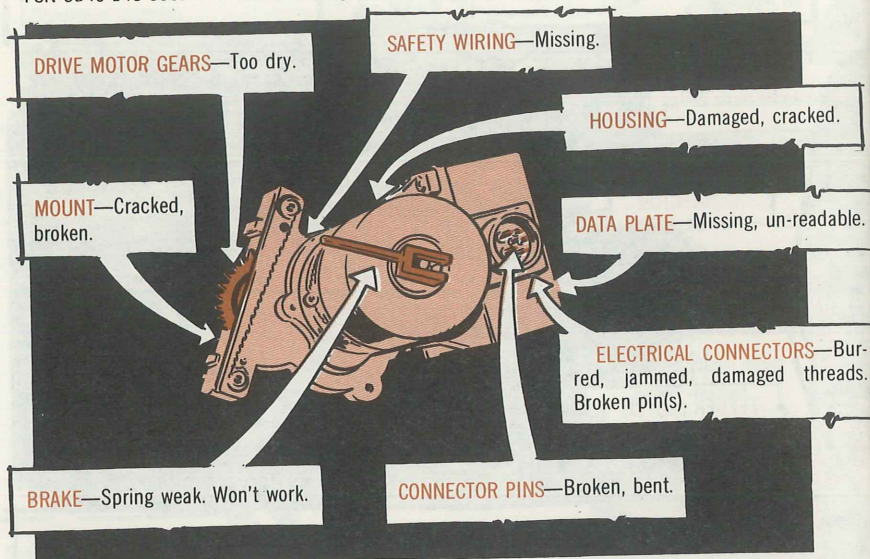 DRIVE MOTOR GEARS—Too dry.
SAFETY WIRING—Missing.
HOUSING—Damaged, cracked.
MOUNT—Cracked,
broken.
DATA PLATE—Missing, un-readable.
ELECTRICAL CONNECTORS—Bur-
red, jammed, damaged threads.
Broken pin(s).
BRAKE—Spring weak. Won't work.
CONNECTOR PINS—Broken, bent.